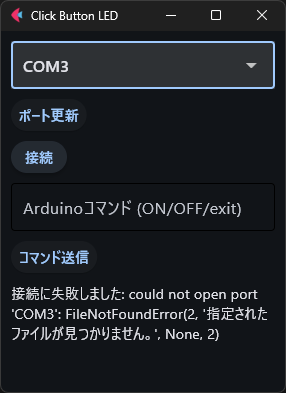 Click Button LED
COM3
ポート更新
接続
Arduinoコマンド (ON/OFF/exit)
コマンド送信
接続に失敗しました: could not open port
'COM3': FileNotFoundError(2, '指定された
ファイルが見つかりません。', None, 2)